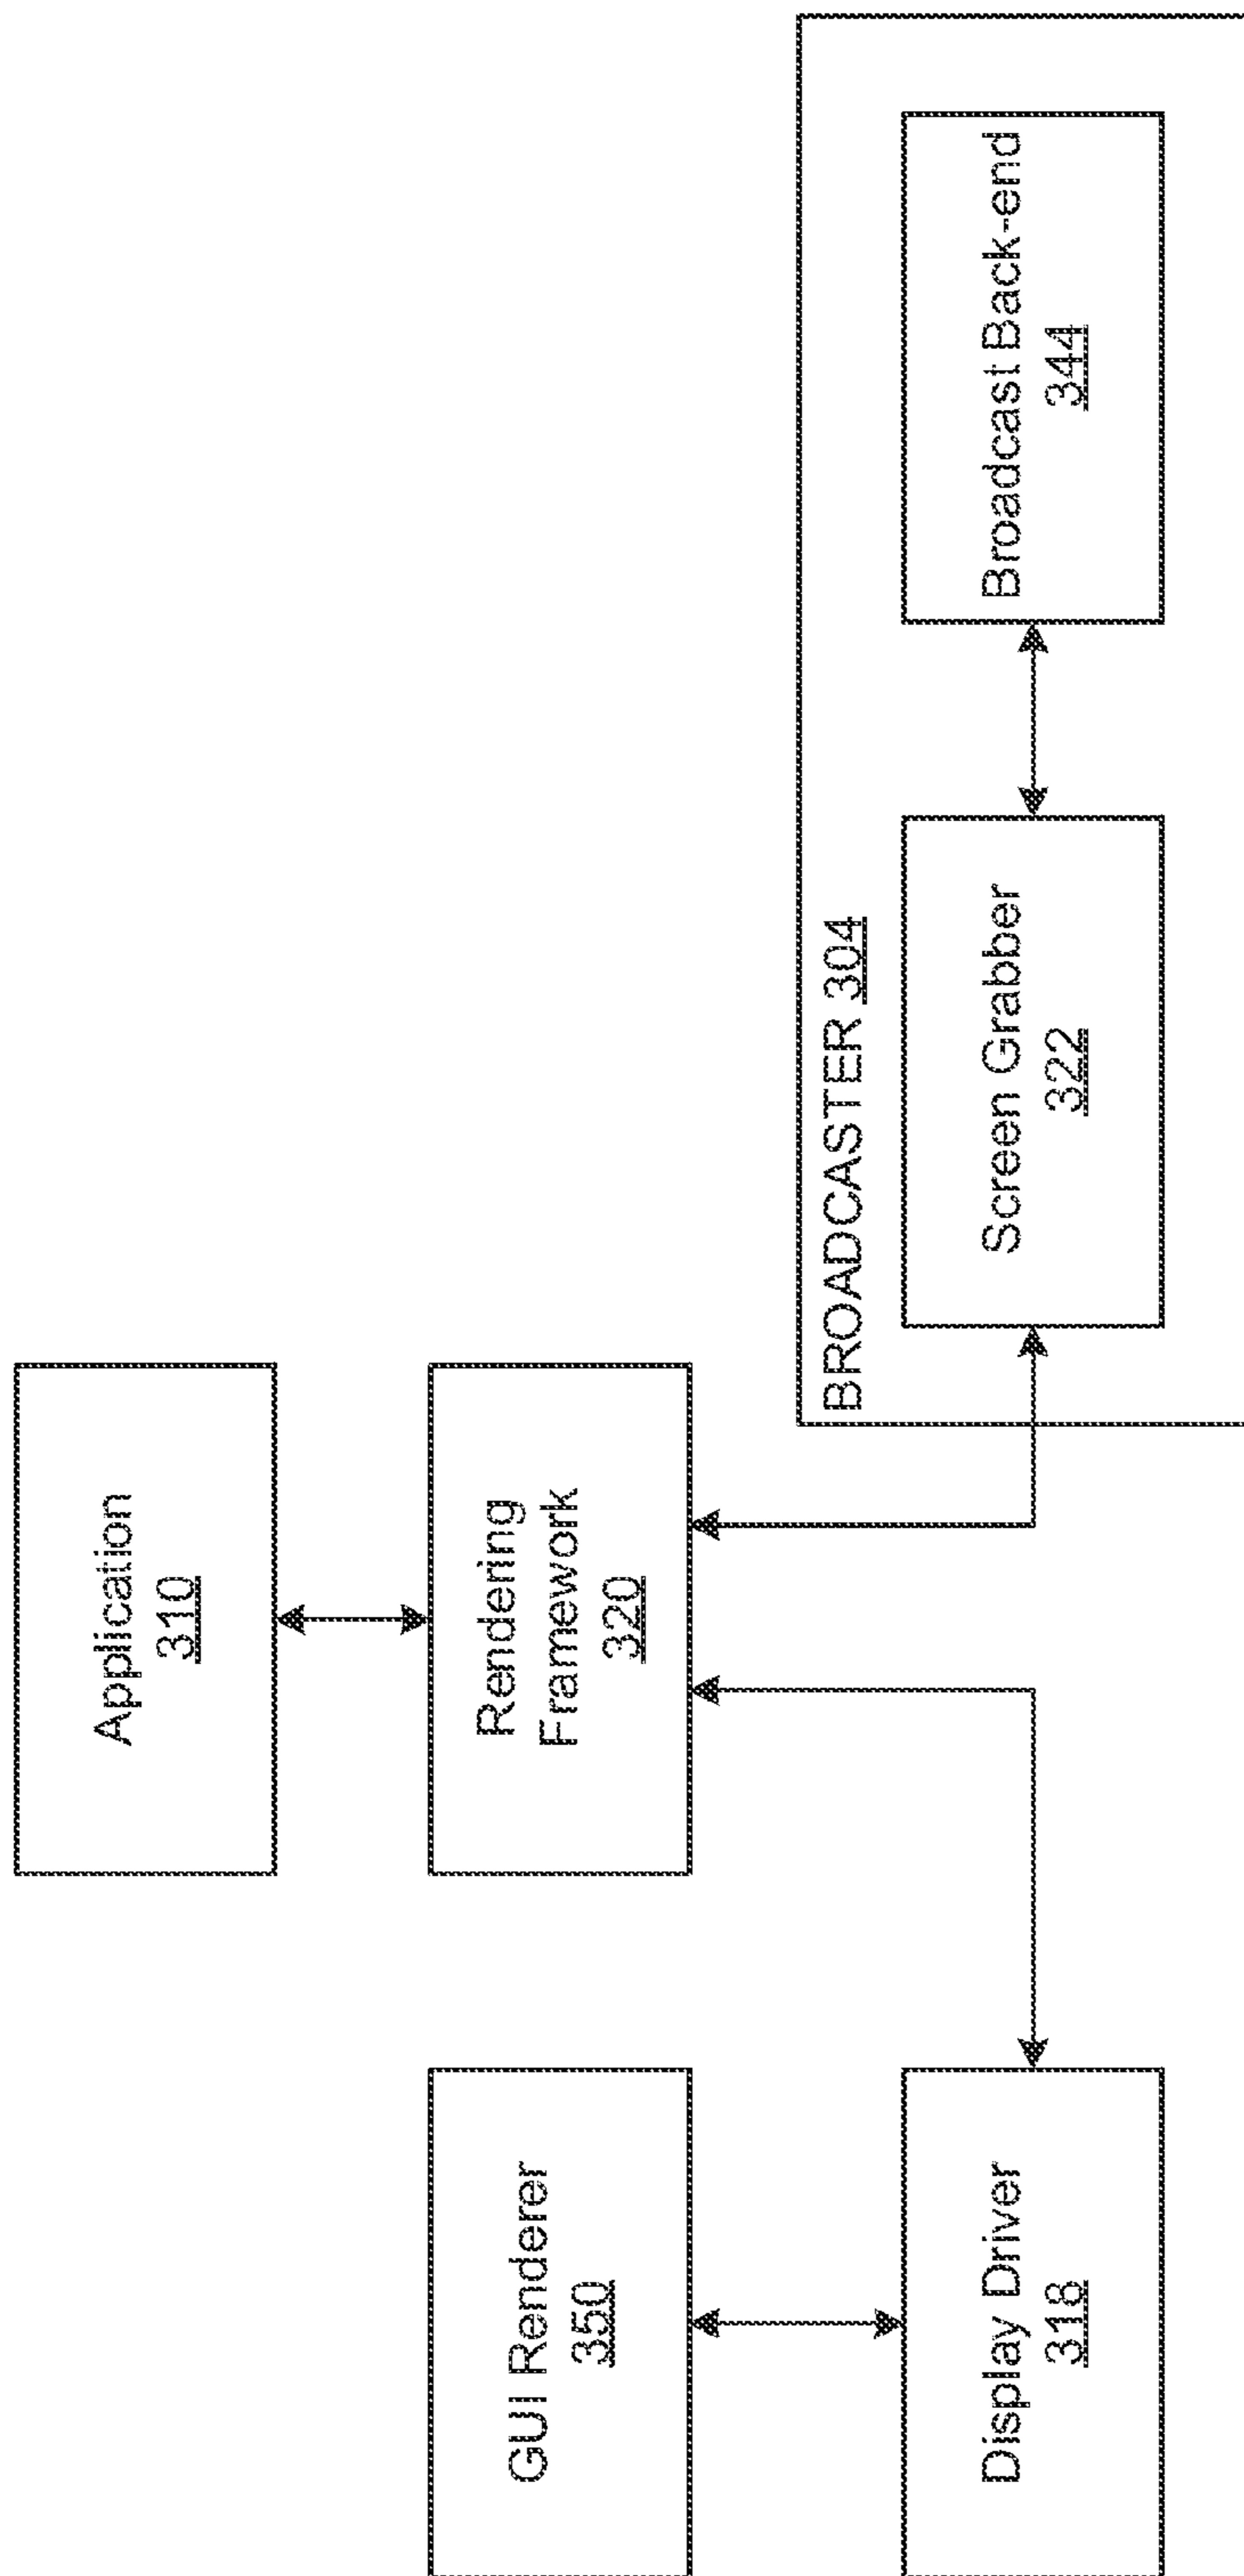 Application
310
GUI Renderer
350
Rendering
Framework
320
BROADCASTER 304
Display Driver
318
Screen Grabber
322
Broadcast Back-end
344